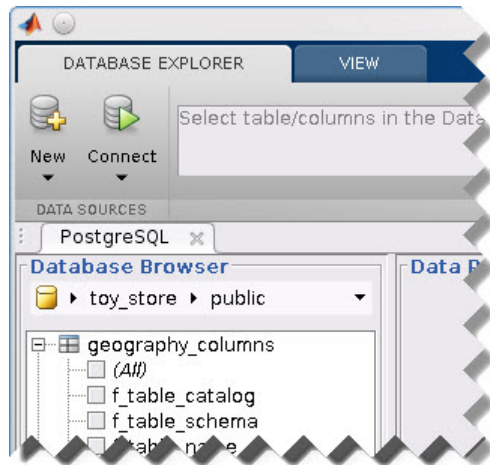 DATABASE EXPLORER
VIEW
Select table/columns in the Data
New
Connect
DATA SOURCES
PostgreSQL
Database Browser
Data
toy_store
public
geography_columns
(All)
f_table_catalog
f_table_schema